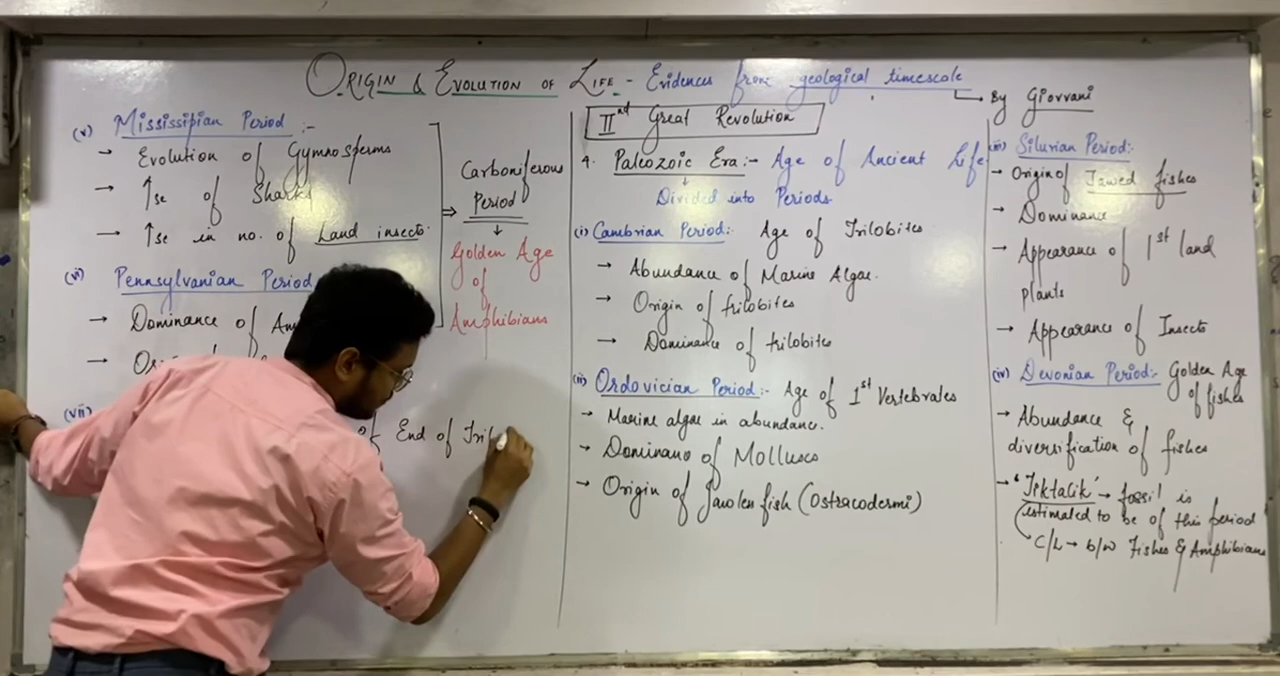 ORIGIN & EVOLUTION OF LIFE - Evidences from geological timescale
By Giovvani
(v) Mississipian Period :-
→ Evolution of Gymnosperms
→ ↑se of Sharks
→ ↑se in no. of Land insects.
(vi) Pennsylvanian Period
→ Dominance of Am
→
(vii)
of End of Tril
⇒ Carboniferous
Period
↓
Golden Age
of
Amphibians
IInd Great Revolution
4. Paleozoic Era :- Age of Ancient Life
↓
Divided into Periods.
(i) Cambrian Period :- Age of Trilobites
→ Abundance of Marine Algae.
→ Origin of trilobites
→ Dominance of trilobites
(ii) Ordovician Period :- Age of 1st Vertebrates
→ Marine algae in abundance.
→ Dominance of Molluscs
→ Origin of Jawless fish (Ostracodermi)
(iii) Silurian Period :-
→ Origin of Jawed fishes
→ Dominance
→ Appearance of 1st land
plants
→ Appearance of Insects
(iv) Devonian Period :- Golden Age
of fishes
→ Abundance &
diversification of fishes
→ 'Tiktalik' → fossil is
estimated to be of this period
C/L → b/w Fishes & Amphibians